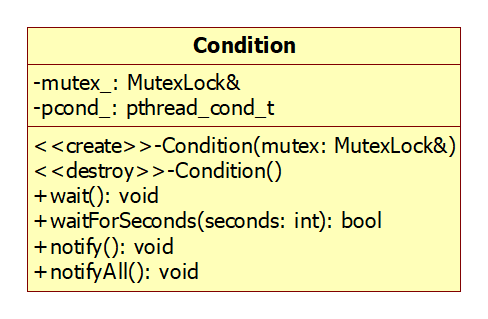 Condition
-mutex_: MutexLock&
-pcond_: pthread_cond_t
<<create>>-Condition(mutex: MutexLock&)
<<destroy>>-Condition()
+wait(): void
+waitForSeconds(seconds: int): bool
+notify(): void
+notifyAll(): void